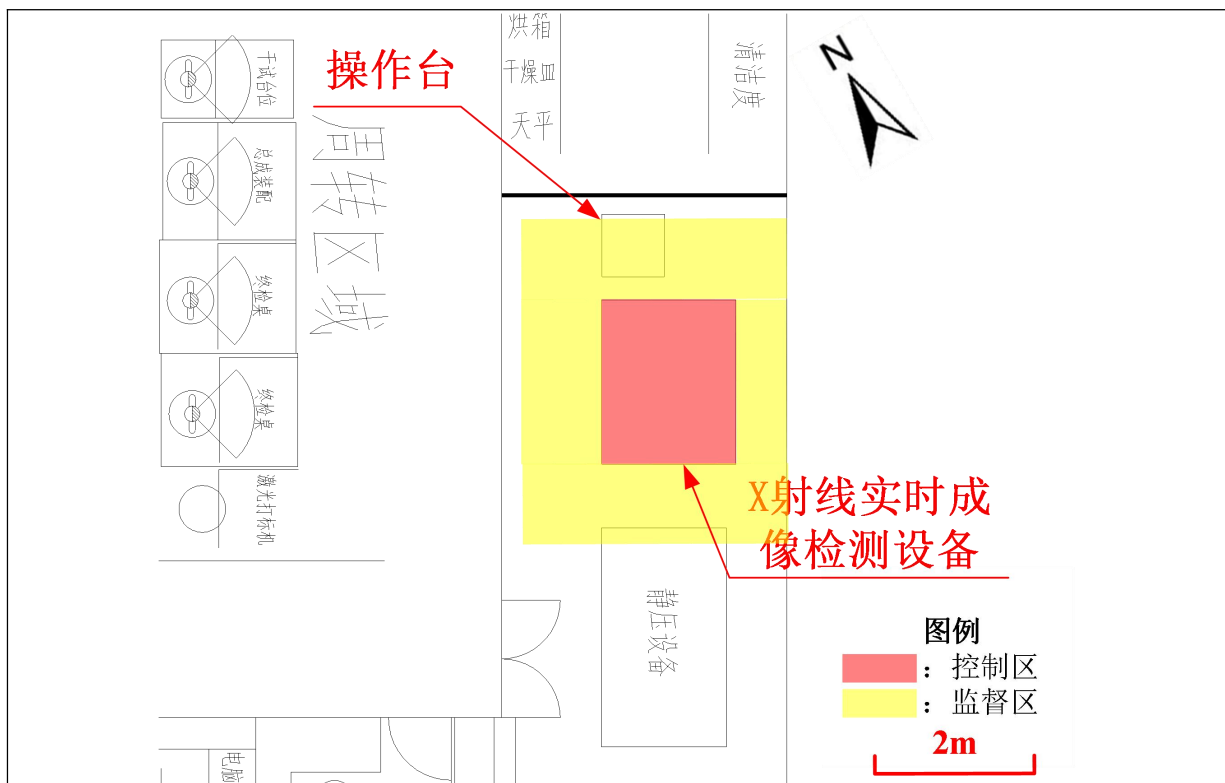 烘箱
干燥皿
天平
清洁度
N
操作台
干试台位
总成装配
终检桌
终检桌
激光打标机
周转区域
X射线实时成
像检测设备
静压设备
图例
：控制区
：监督区
2m
电脑